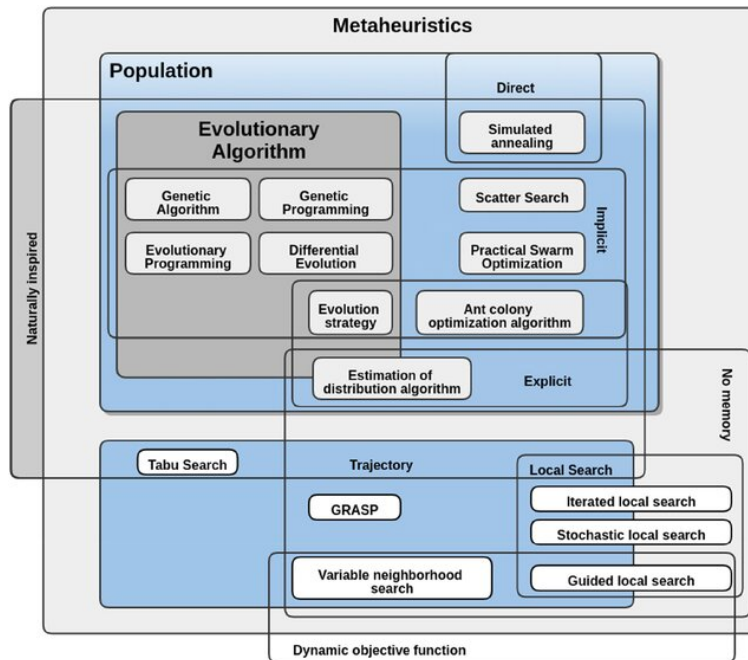 Metaheuristics
Population
Direct
Evolutionary
Algorithm
Simulated
annealing
Genetic
Algorithm
Genetic
Programming
Scatter Search
Implicit
Evolutionary
Programming
Differential
Evolution
Practical Swarm
Optimization
Naturally inspired
Evolution
strategy
Ant colony
optimization algorithm
Estimation of
distribution algorithm
Explicit
No memory
Tabu Search
Trajectory
Local Search
Iterated local search
GRASP
Stochastic local search
Variable neighborhood
search
Guided local search
Dynamic objective function